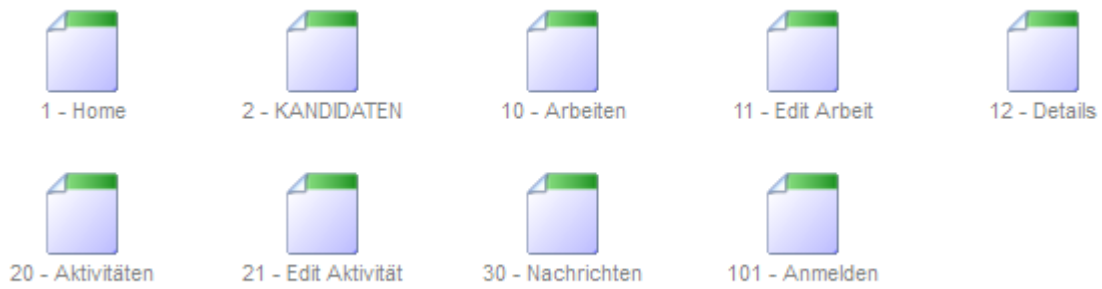 1 - Home
2 - KANDIDATEN
10 - Arbeiten
11 - Edit Arbeit
12 - Details
20 - Aktivitäten
21 - Edit Aktivität
30 - Nachrichten
101 - Anmelden